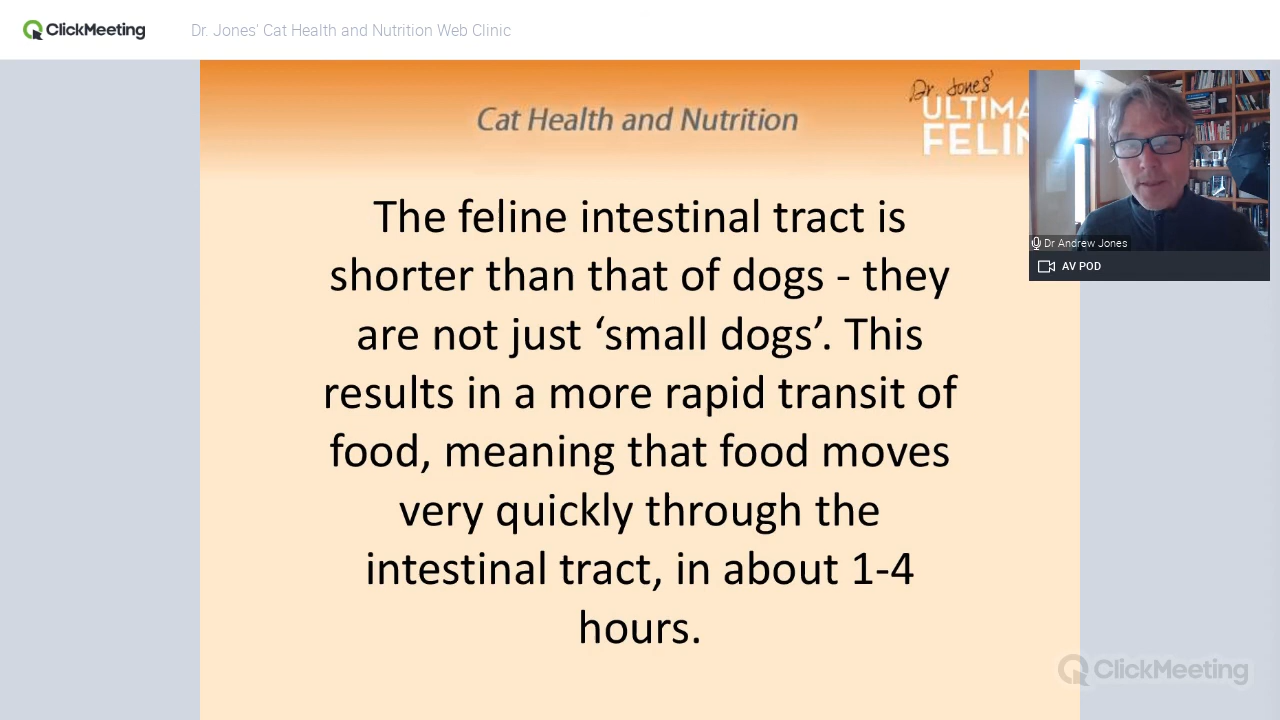 ClickMeeting
Dr. Jones' Cat Health and Nutrition Web Clinic
Cat Health and Nutrition
Dr. Jones'
ULTIMA
FELIN
Dr Andrew Jones
AV POD
The feline intestinal tract is
shorter than that of dogs - they
are not just ‘small dogs’. This
results in a more rapid transit of
food, meaning that food moves
very quickly through the
intestinal tract, in about 1-4
hours.
ClickMeeting